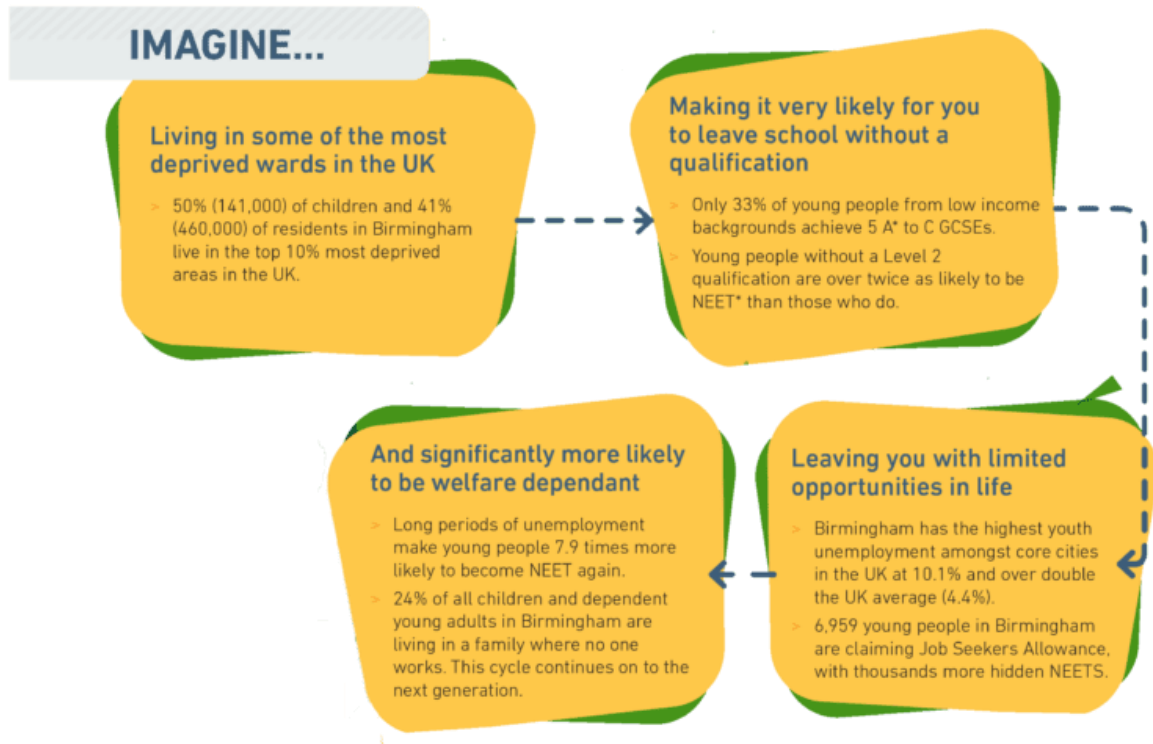 IMAGINE...
Living in some of the most
deprived wards in the UK
> 50% (141,000) of children and 41%
(460,000) of residents in Birmingham
live in the top 10% most deprived
areas in the UK.
Making it very likely for you
to leave school without a
qualification
> Only 33% of young people from low income
backgrounds achieve 5 A* to C GCSEs.
> Young people without a Level 2
qualification are over twice as likely to be
NEET* than those who do.
Leaving you with limited
opportunities in life
> Birmingham has the highest youth
unemployment amongst core cities
in the UK at 10.1% and over double
the UK average (4.4%).
> 6,959 young people in Birmingham
are claiming Job Seekers Allowance,
with thousands more hidden NEETS.
And significantly more likely
to be welfare dependant
> Long periods of unemployment
make young people 7.9 times more
likely to become NEET again.
> 24% of all children and dependent
young adults in Birmingham are
living in a family where no one
works. This cycle continues on to the
next generation.